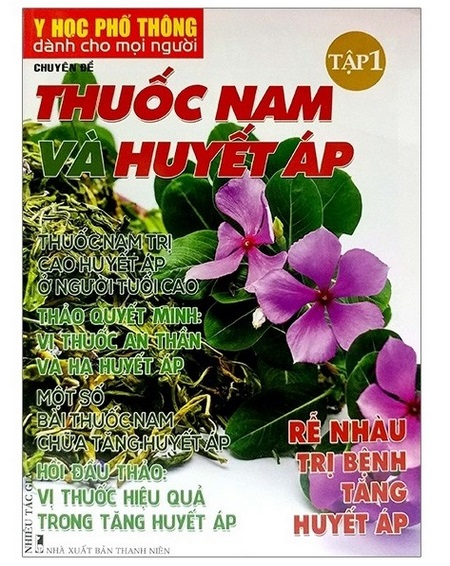 Y HỌC PHỔ THÔNG
dành cho mọi người
CHUYÊN ĐỀ
TẬP 1
THUỐC NAM
VÀ HUYẾT ÁP
THUỐC NAM TRỊ
CAO HUYẾT ÁP
Ở NGƯỜI TUỔI CAO
THẢO QUYẾT MINH:
VỊ THUỐC AN THẦN
VÀ HẠ HUYẾT ÁP
MỘT SỐ
BÀI THUỐC NAM
CHỮA TĂNG HUYẾT ÁP
HỒI ĐẦU THẢO:
VỊ THUỐC HIỆU QUẢ
TRONG TĂNG HUYẾT ÁP
RỄ NHÀU
TRỊ BỆNH
TĂNG
HUYẾT ÁP
NHIỀU TÁC GI
NHÀ XUẤT BẢN THANH NIÊN